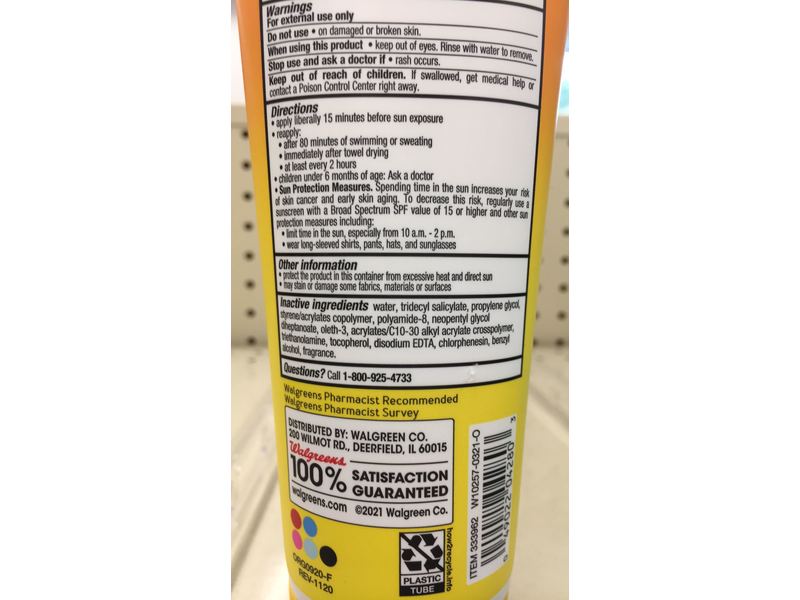 Warnings
For external use only
Do not use • on damaged or broken skin.
When using this product • keep out of eyes. Rinse with water to remove.
Stop use and ask a doctor if • rash occurs.
Keep out of reach of children. If swallowed, get medical help or
contact a Poison Control Center right away.
Directions
• apply liberally 15 minutes before sun exposure
• reapply:
• after 80 minutes of swimming or sweating
• immediately after towel drying
• at least every 2 hours
• children under 6 months of age: Ask a doctor
• Sun Protection Measures. Spending time in the sun increases your risk
of skin cancer and early skin aging. To decrease this risk, regularly use a
sunscreen with a Broad Spectrum SPF value of 15 or higher and other sun
protection measures including:
• limit time in the sun, especially from 10 a.m. - 2 p.m.
• wear long-sleeved shirts, pants, hats, and sunglasses
Other information
• protect the product in this container from excessive heat and direct sun
• may stain or damage some fabrics, materials or surfaces
Inactive ingredients water, tridecyl salicylate, propylene glycol,
styrene/acrylates copolymer, polyamide-8, neopentyl glycol
diheptanoate, oleth-3, acrylates/C10-30 alkyl acrylate crosspolymer,
triethanolamine, tocopherol, disodium EDTA, chlorphenesin, benzyl
alcohol, fragrance.
Questions? Call 1-800-925-4733
Walgreens Pharmacist Recommended
Walgreens Pharmacist Survey
DISTRIBUTED BY: WALGREEN CO.
200 WILMOT RD., DEERFIELD, IL 60015
Walgreens
100% SATISFACTION
GUARANTEED
walgreens.com ©2021 Walgreen Co.
ORG0920-F
REV-1120
PLASTIC
TUBE
how2recycle.info
ITEM 333962 W10257-0321-O
0 49022 04280 3